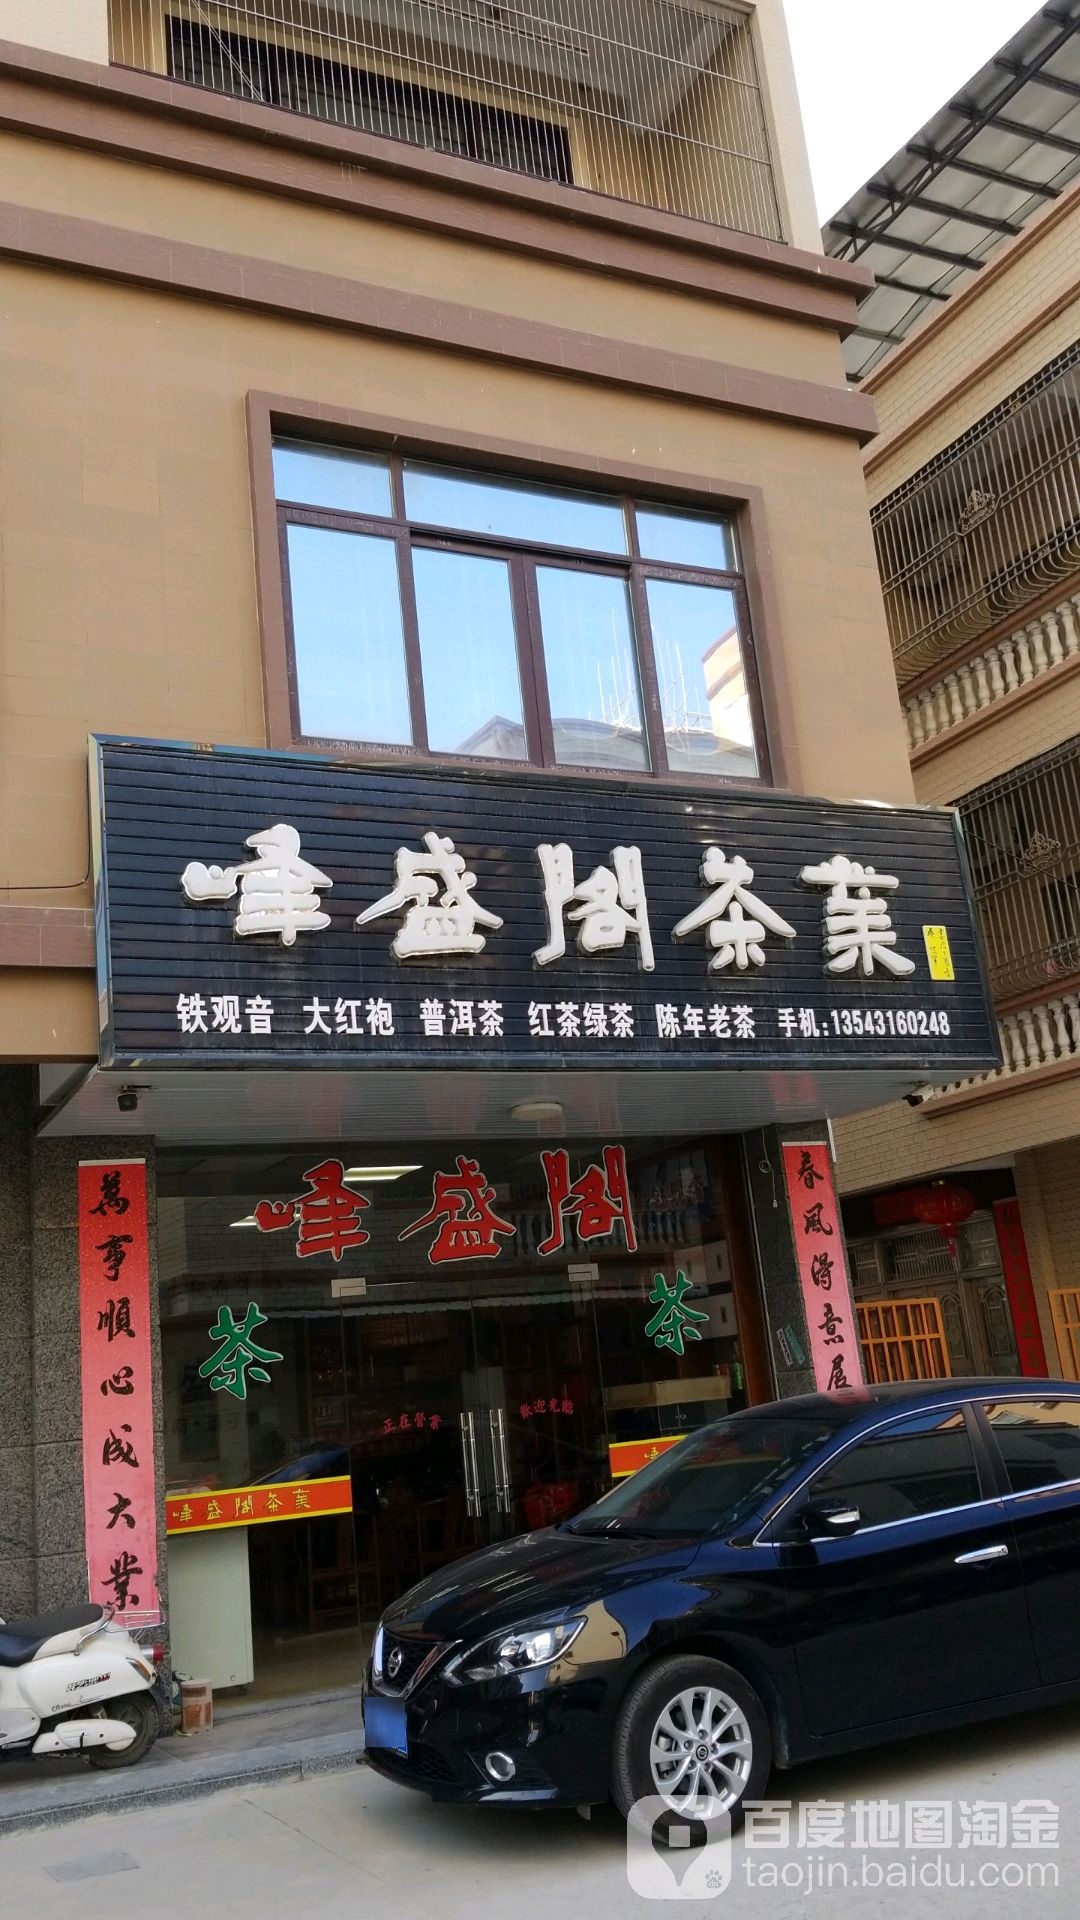 峰盛阁茶業
铁观音 大红袍 普洱茶 红茶绿茶 陈年老茶 手机:13543160248
峰盛阁
茶
茶
萬事順心成大業
春風得意展
正在营業
歡迎光臨
峰盛閣茶業
峰
百度地图淘金
taojin.baidu.com